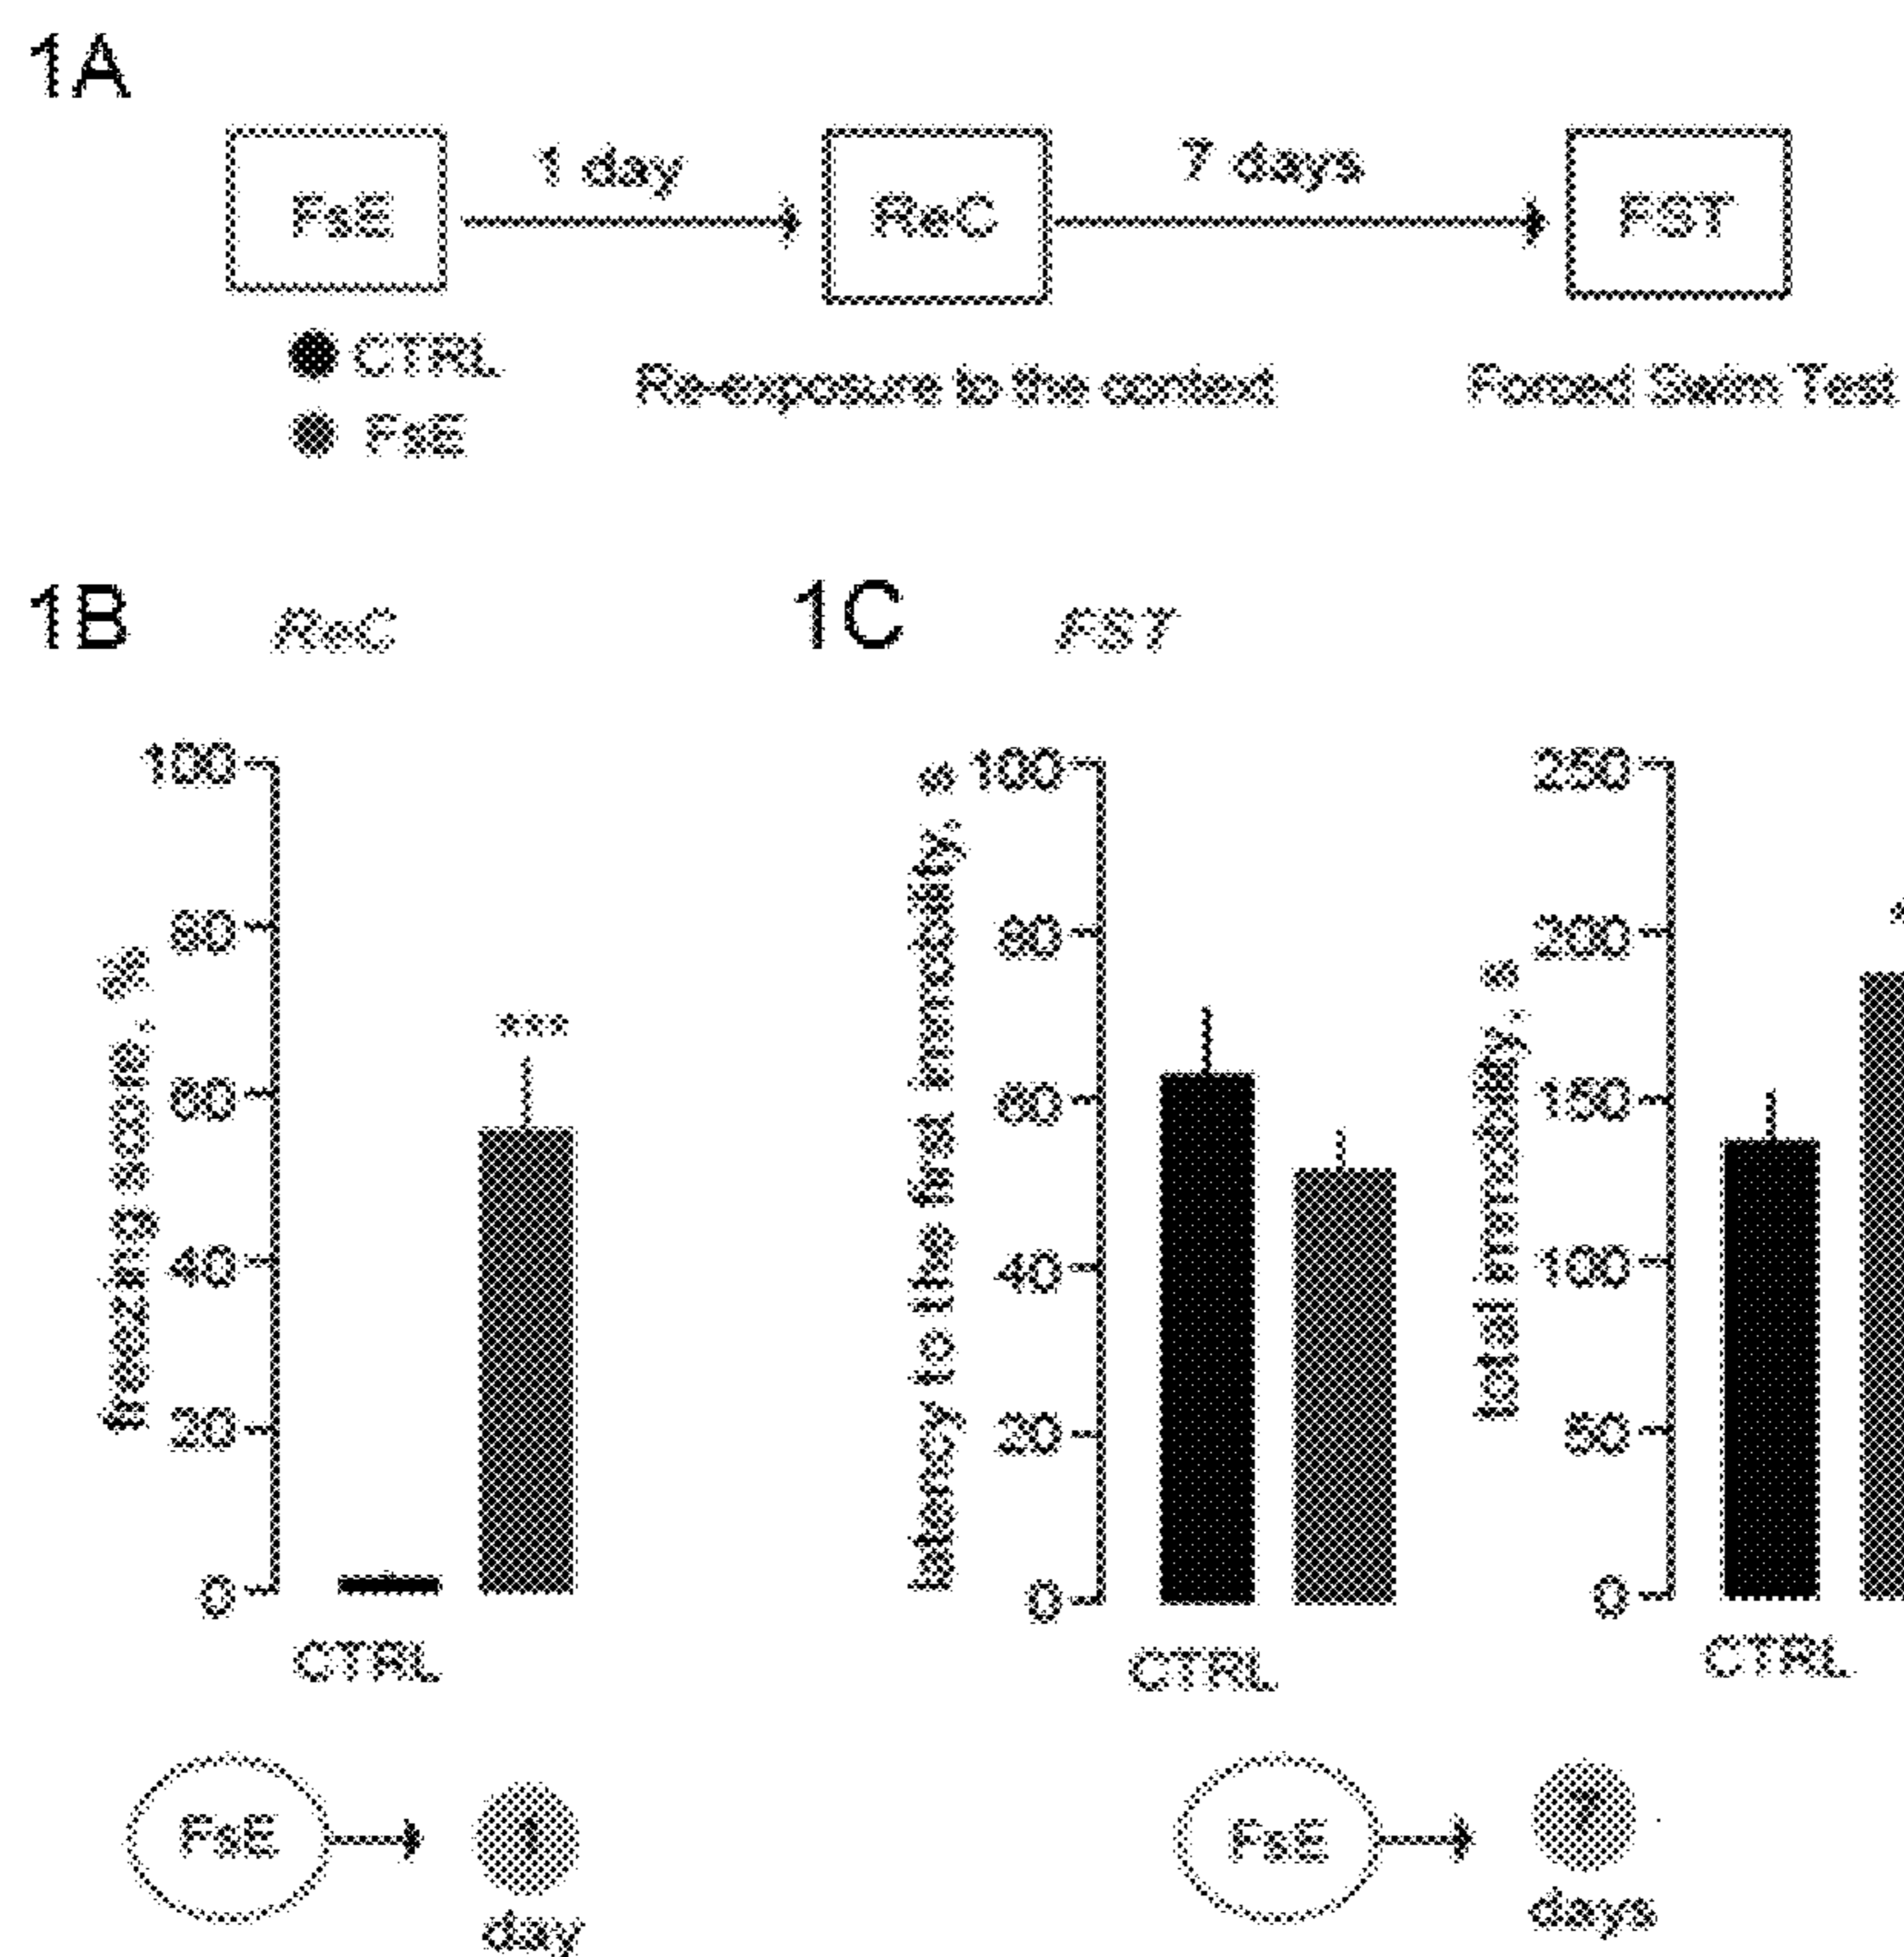 1A
FsE
1 day
ReC
7 days
FST
CTRL
FsE
Re-exposure to the context
Forced Swim Test
1B
ReC
1C
FST
freezing score, %
100
80
60
40
20
0
***
CTRL
latency to the first immobility, s
100
80
60
40
20
0
CTRL
total immobility, s
250
200
150
100
50
0
CTRL
FsE
1
day
FsE
7
days